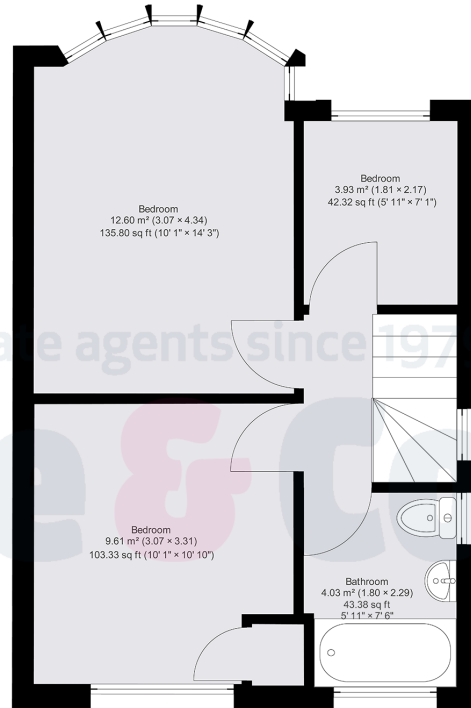 Bedroom
12.60 m² (3.07 × 4.34)
135.80 sq ft (10' 1" × 14' 3")
Bedroom
3.93 m² (1.81 × 2.17)
42.32 sq ft (5' 11" × 7' 1")
agents since 197
&
Bedroom
9.61 m² (3.07 × 3.31)
103.33 sq ft (10' 1" × 10' 10")
Bathroom
4.03 m² (1.80 × 2.29)
43.38 sq ft
5' 11" × 7' 6"